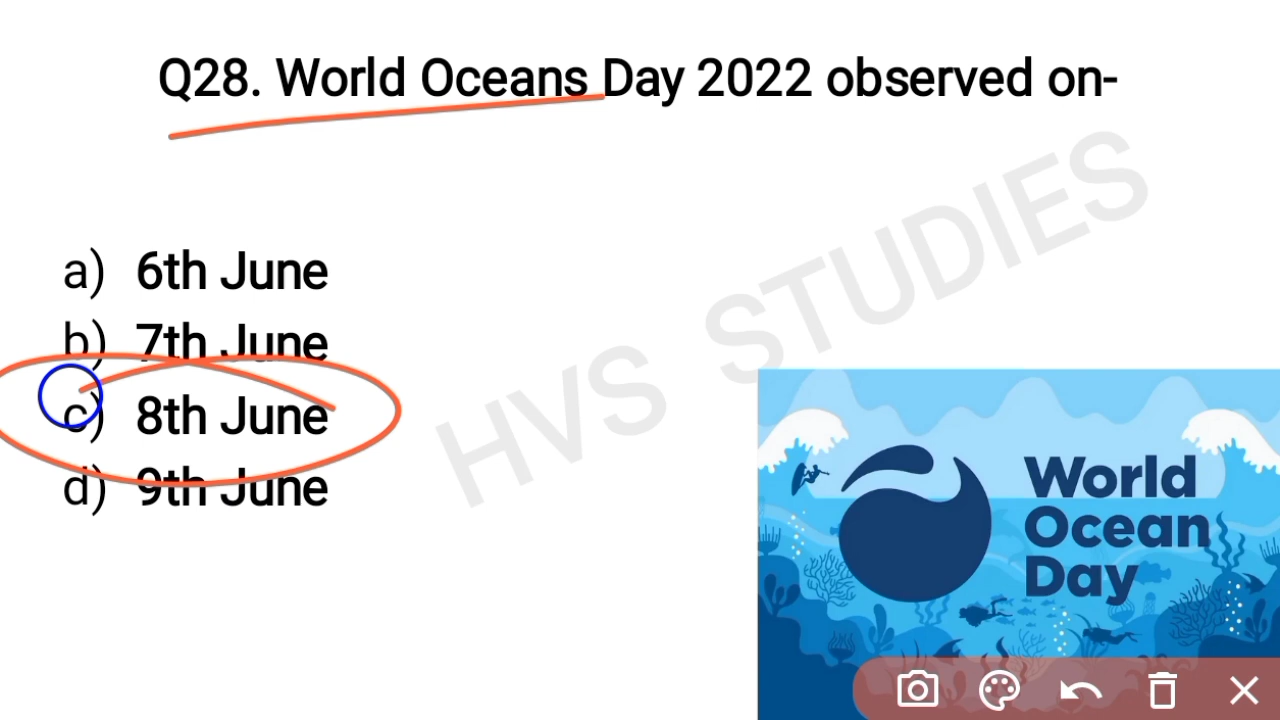 Q28. World Oceans Day 2022 observed on-
a) 6th June
b) 7th June
c) 8th June
d) 9th June
HVS STUDIES
World
Ocean
Day